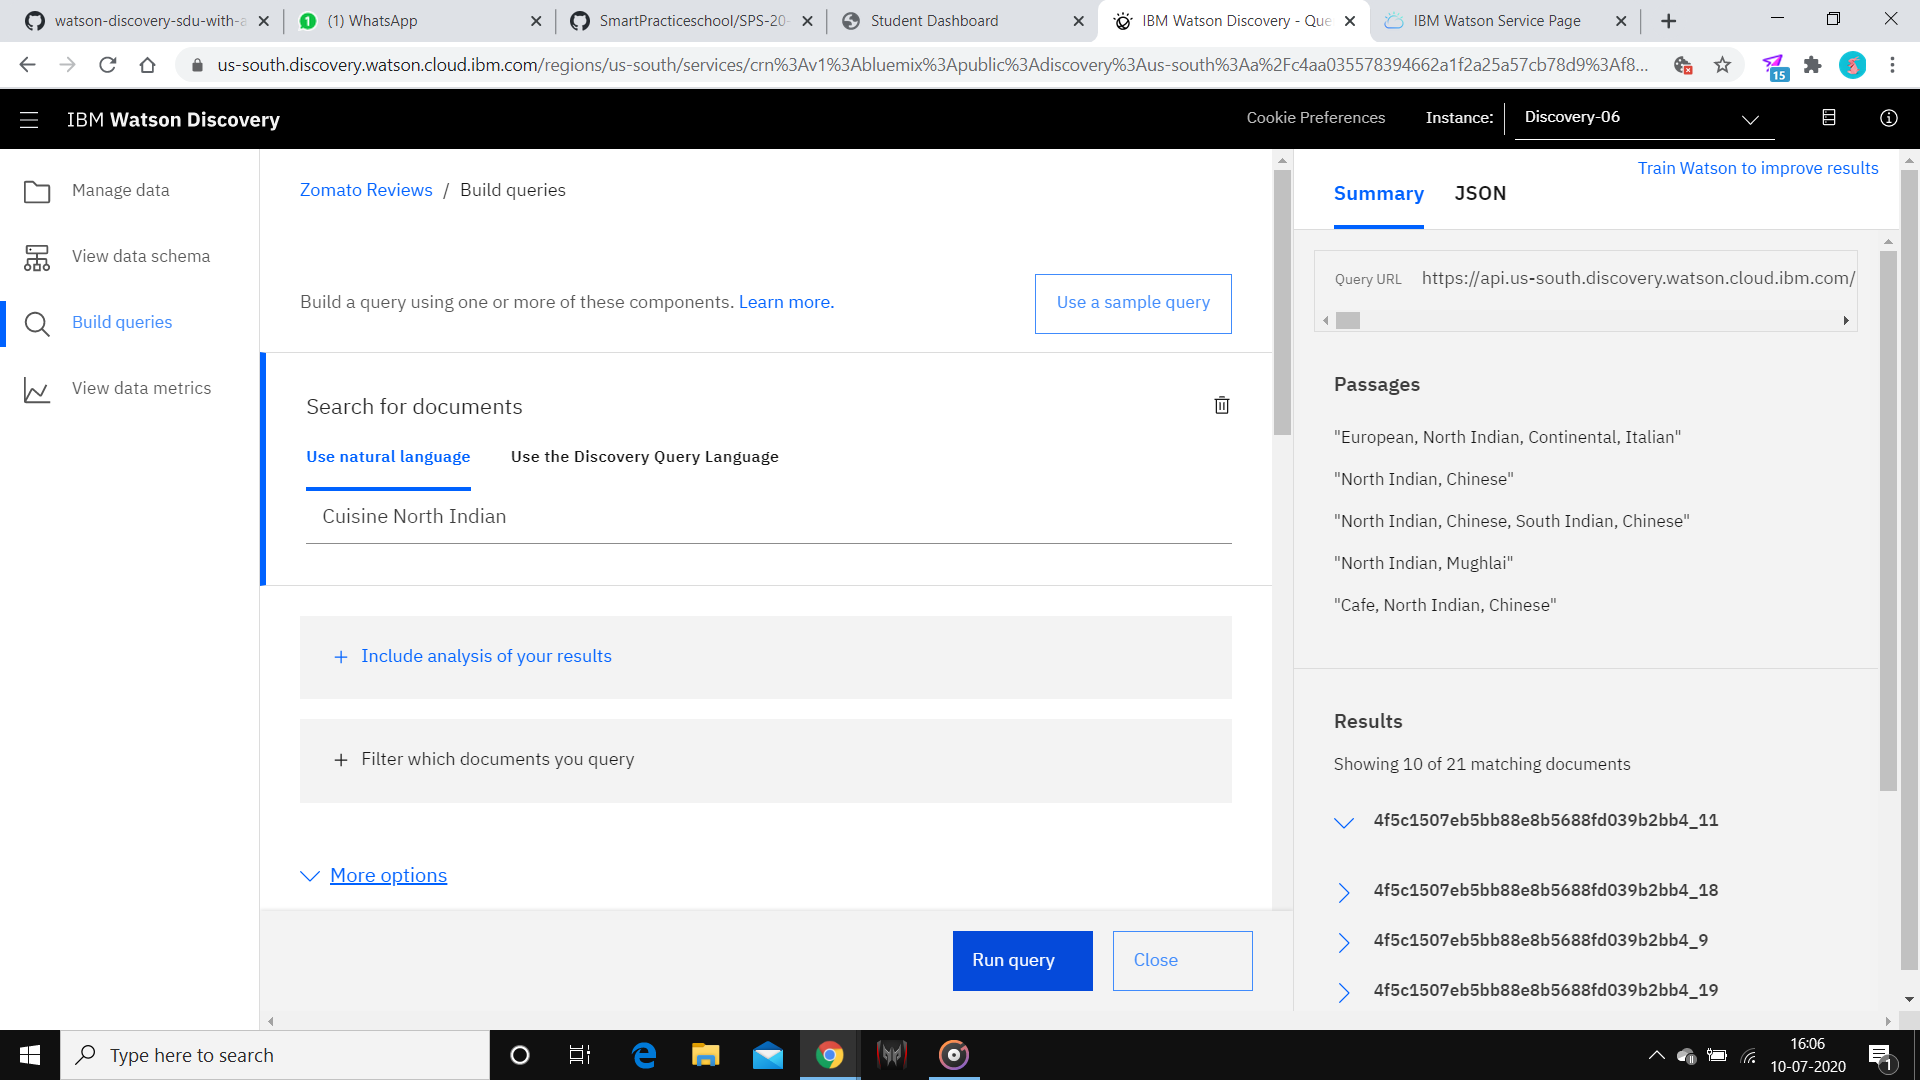 watson-discovery-sdu-with-a
(1) WhatsApp
SmartPracticeschool/SPS-20-
Student Dashboard
IBM Watson Discovery - Que
IBM Watson Service Page
us-south.discovery.watson.cloud.ibm.com/regions/us-south/services/crn%3Av1%3Abluemix%3Apublic%3Adiscovery%3Aus-south%3Aa%2Fc4aa035578394662a1f2a25a57cb78d9%3Af8...
15
IBM Watson Discovery
Cookie Preferences
Instance:
Discovery-06
Manage data
View data schema
Build queries
View data metrics
Zomato Reviews / Build queries
Build a query using one or more of these components. Learn more.
Use a sample query
Search for documents
Use natural language
Use the Discovery Query Language
Cuisine North Indian
+ Include analysis of your results
+ Filter which documents you query
More options
Run query
Close
Train Watson to improve results
Summary
JSON
Query URL
https://api.us-south.discovery.watson.cloud.ibm.com/
Passages
"European, North Indian, Continental, Italian"
"North Indian, Chinese"
"North Indian, Chinese, South Indian, Chinese"
"North Indian, Mughlai"
"Cafe, North Indian, Chinese"
Results
Showing 10 of 21 matching documents
4f5c1507eb5bb88e8b5688fd039b2bb4_11
4f5c1507eb5bb88e8b5688fd039b2bb4_18
4f5c1507eb5bb88e8b5688fd039b2bb4_9
4f5c1507eb5bb88e8b5688fd039b2bb4_19
Type here to search
16:06
10-07-2020
1